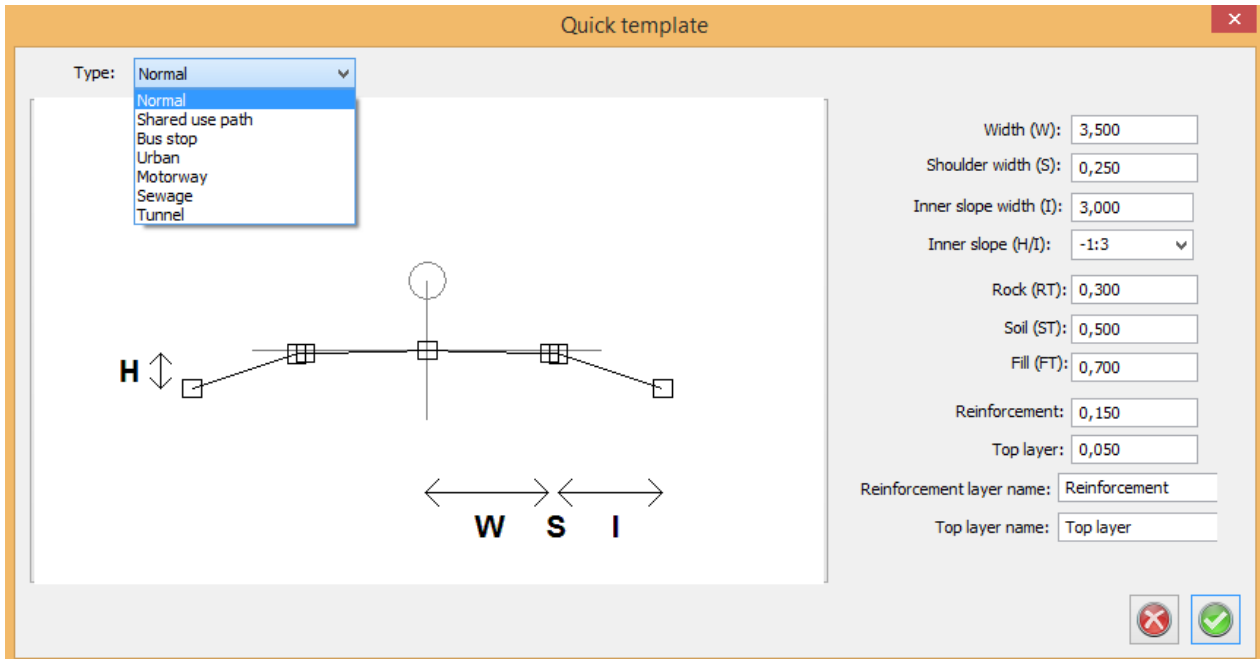 Quick template
Type: Normal
Normal
Shared use path
Bus stop
Urban
Motorway
Sewage
Tunnel
H
W S I
Width (W): 3,500
Shoulder width (S): 0,250
Inner slope width (I): 3,000
Inner slope (H/I): -1:3
Rock (RT): 0,300
Soil (ST): 0,500
Fill (FT): 0,700
Reinforcement: 0,150
Top layer: 0,050
Reinforcement layer name: Reinforcement
Top layer name: Top layer